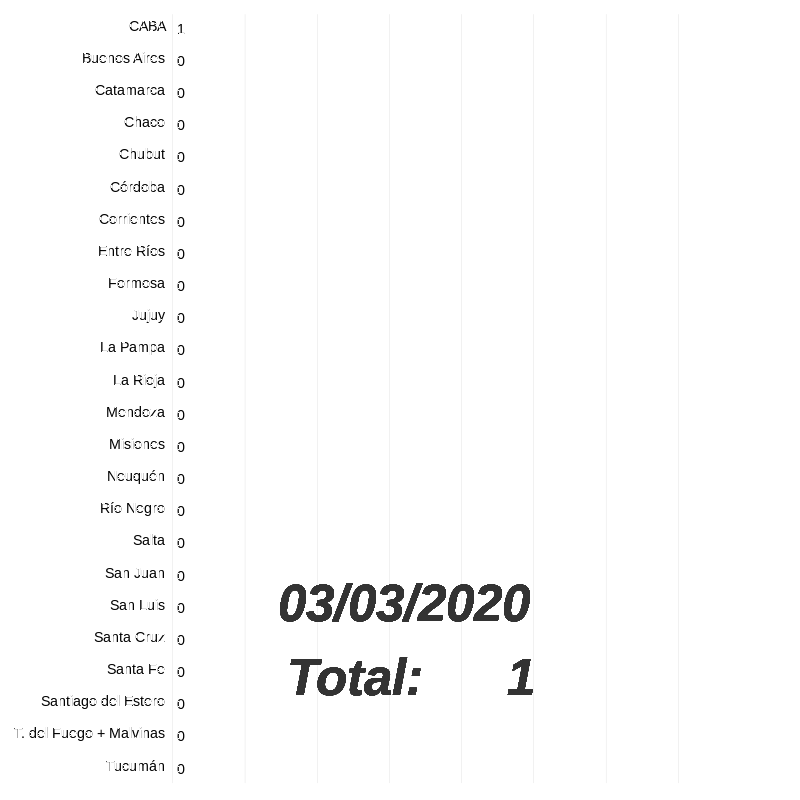 CABA 1
Buenos Aires 0
Catamarca 0
Chaco 0
Chubut 0
Córdoba 0
Corrientes 0
Entre Ríos 0
Formosa 0
Jujuy 0
La Pampa 0
La Rioja 0
Mendoza 0
Misiones 0
Neuquén 0
Río Negro 0
Salta 0
San Juan 0
San Luis 0
Santa Cruz 0
Santa Fe 0
Santiago del Estero 0
T. del Fuego + Malvinas 0
Tucumán 0
03/03/2020
Total: 1